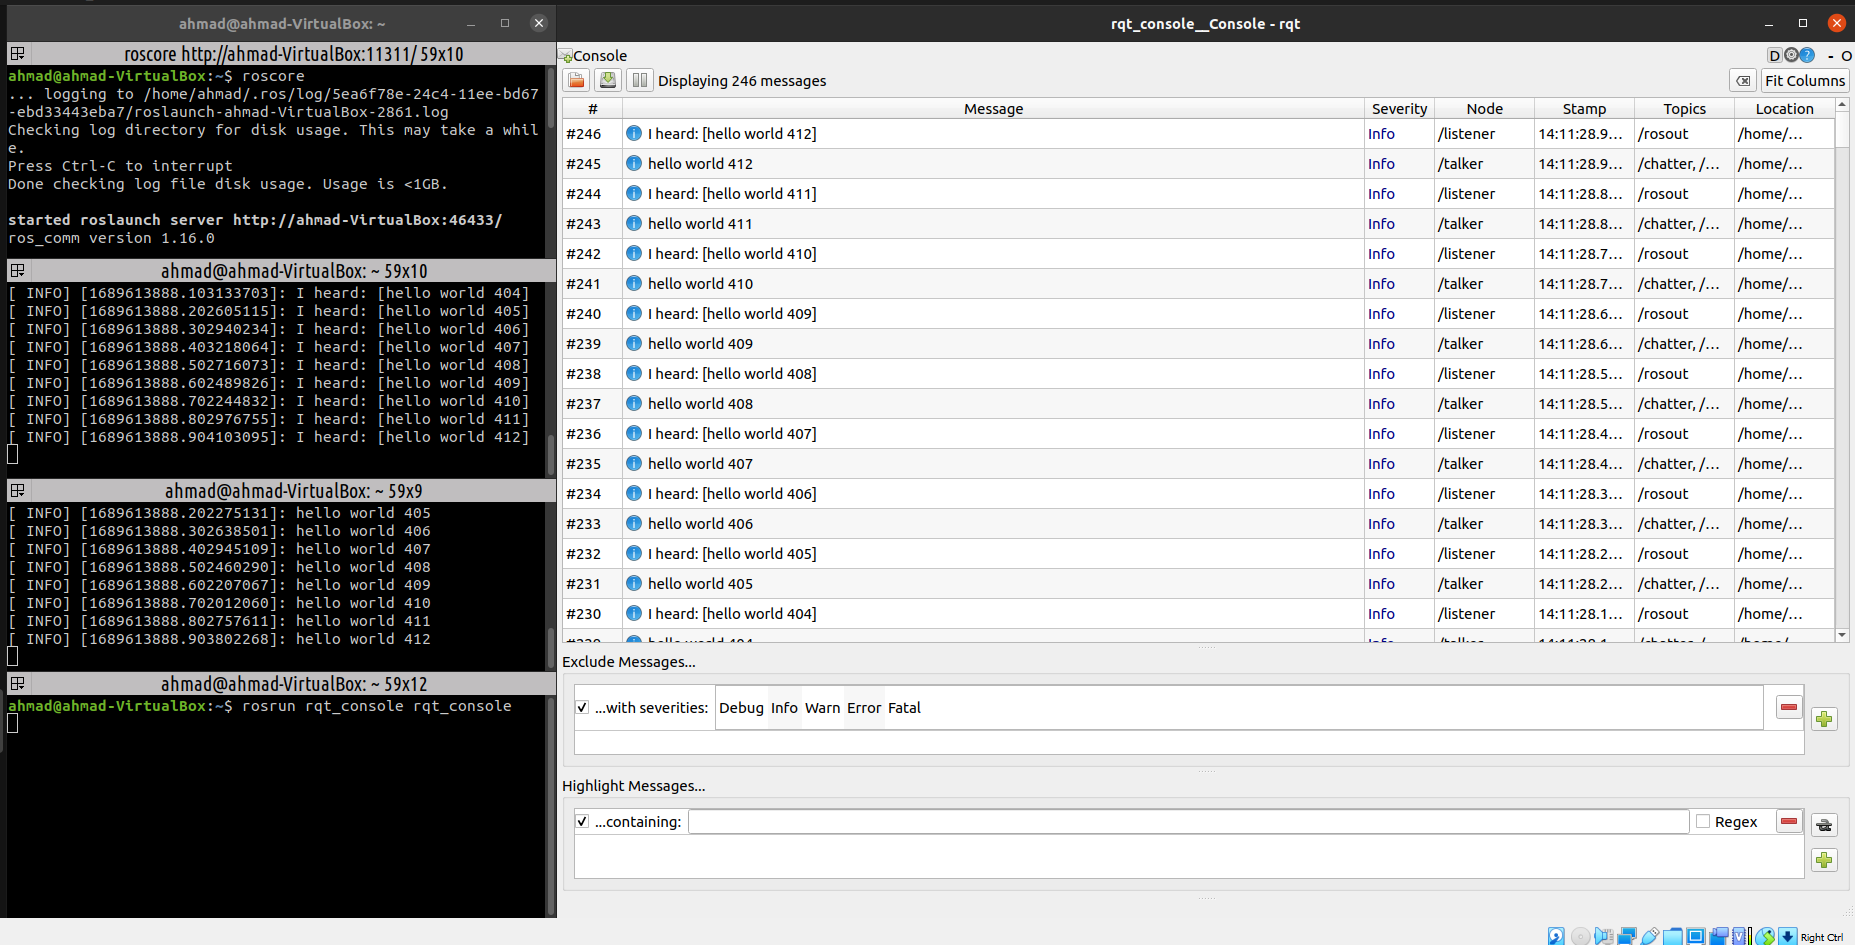 ahmad@ahmad-VirtualBox: ~
roscore http://ahmad-VirtualBox:11311/ 59x10
ahmad@ahmad-VirtualBox:~$ roscore
... logging to /home/ahmad/.ros/log/5ea6f78e-24c4-11ee-bd67
-ebd33443eba7/roslaunch-ahmad-VirtualBox-2861.log
Checking log directory for disk usage. This may take a whil
e.
Press Ctrl-C to interrupt
Done checking log file disk usage. Usage is <1GB.
started roslaunch server http://ahmad-VirtualBox:46433/
ros_comm version 1.16.0
ahmad@ahmad-VirtualBox: ~ 59x10
[ INFO] [1689613888.103133703]: I heard: [hello world 404]
[ INFO] [1689613888.202605115]: I heard: [hello world 405]
[ INFO] [1689613888.302940234]: I heard: [hello world 406]
[ INFO] [1689613888.403218064]: I heard: [hello world 407]
[ INFO] [1689613888.502716073]: I heard: [hello world 408]
[ INFO] [1689613888.602489826]: I heard: [hello world 409]
[ INFO] [1689613888.702244832]: I heard: [hello world 410]
[ INFO] [1689613888.802976755]: I heard: [hello world 411]
[ INFO] [1689613888.904103095]: I heard: [hello world 412]
ahmad@ahmad-VirtualBox: ~ 59x9
[ INFO] [1689613888.202275131]: hello world 405
[ INFO] [1689613888.302638501]: hello world 406
[ INFO] [1689613888.402945109]: hello world 407
[ INFO] [1689613888.502460290]: hello world 408
[ INFO] [1689613888.602207067]: hello world 409
[ INFO] [1689613888.702012060]: hello world 410
[ INFO] [1689613888.802757611]: hello world 411
[ INFO] [1689613888.903802268]: hello world 412
ahmad@ahmad-VirtualBox: ~ 59x12
ahmad@ahmad-VirtualBox:~$ rosrun rqt_console rqt_console
rqt_console__Console - rqt
Console D ? - O
Displaying 246 messages Fit Columns
# Message Severity Node Stamp Topics Location
#246 I heard: [hello world 412] Info /listener 14:11:28.9... /rosout /home/...
#245 hello world 412 Info /talker 14:11:28.9... /chatter, /... /home/...
#244 I heard: [hello world 411] Info /listener 14:11:28.8... /rosout /home/...
#243 hello world 411 Info /talker 14:11:28.8... /chatter, /... /home/...
#242 I heard: [hello world 410] Info /listener 14:11:28.7... /rosout /home/...
#241 hello world 410 Info /talker 14:11:28.7... /chatter, /... /home/...
#240 I heard: [hello world 409] Info /listener 14:11:28.6... /rosout /home/...
#239 hello world 409 Info /talker 14:11:28.6... /chatter, /... /home/...
#238 I heard: [hello world 408] Info /listener 14:11:28.5... /rosout /home/...
#237 hello world 408 Info /talker 14:11:28.5... /chatter, /... /home/...
#236 I heard: [hello world 407] Info /listener 14:11:28.4... /rosout /home/...
#235 hello world 407 Info /talker 14:11:28.4... /chatter, /... /home/...
#234 I heard: [hello world 406] Info /listener 14:11:28.3... /rosout /home/...
#233 hello world 406 Info /talker 14:11:28.3... /chatter, /... /home/...
#232 I heard: [hello world 405] Info /listener 14:11:28.2... /rosout /home/...
#231 hello world 405 Info /talker 14:11:28.2... /chatter, /... /home/...
#230 I heard: [hello world 404] Info /listener 14:11:28.1... /rosout /home/...
Exclude Messages...
...with severities: Debug Info Warn Error Fatal
Highlight Messages...
...containing: Regex
Right Ctrl